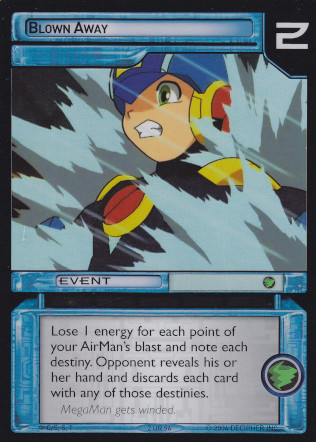 BLOWN AWAY
2
EVENT
Lose 1 energy for each point of
your AirMan's blast and note each
destiny. Opponent reveals his or
her hand and discards each card
with any of those destinies.
MegaMan gets winded.
© 2004 DECIPHER INC.